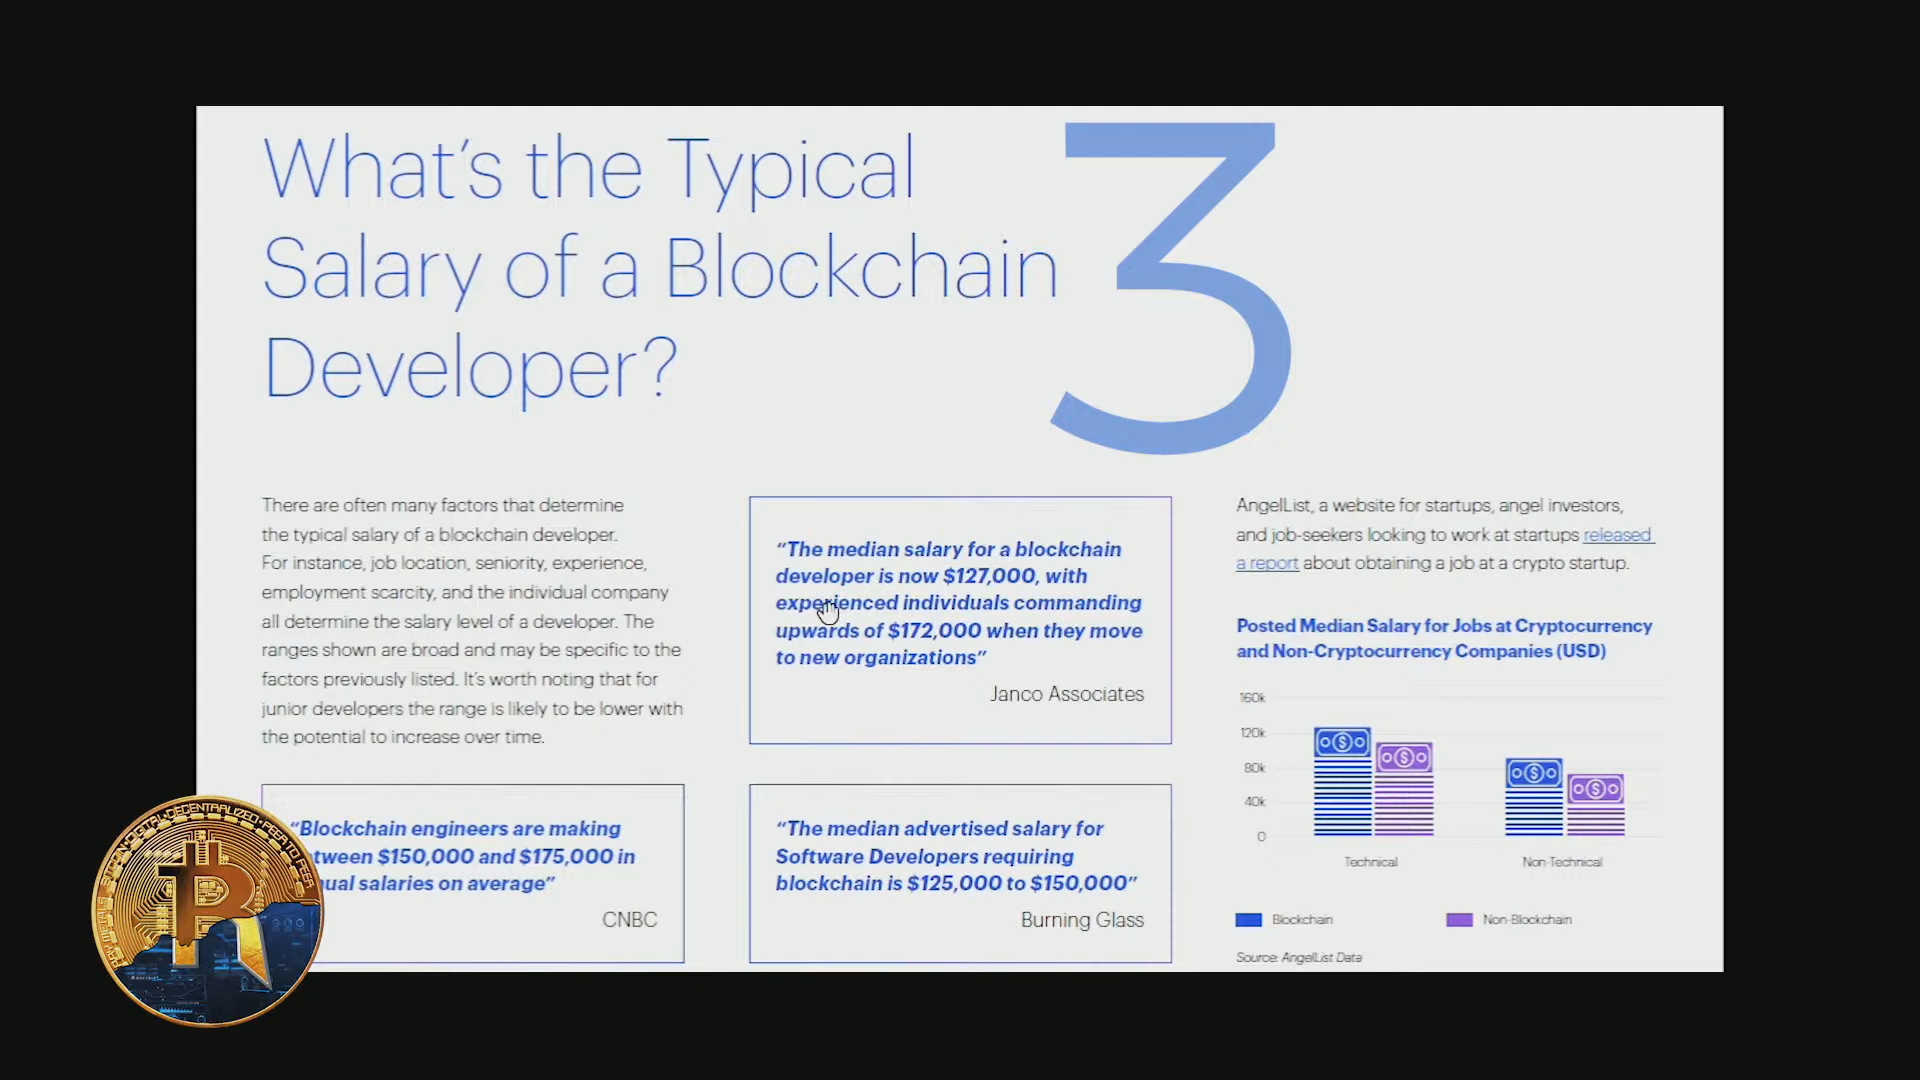 What's the Typical
Salary of a Blockchain
Developer?
3
There are often many factors that determine
the typical salary of a blockchain developer.
For instance, job location, seniority, experience,
employment scarcity, and the individual company
all determine the salary level of a developer. The
ranges shown are broad and may be specific to the
factors previously listed. It's worth noting that for
junior developers the range is likely to be lower with
the potential to increase over time.
“Blockchain engineers are making
$150,000 and $175,000 in
salaries on average”
CNBC
“The median salary for a blockchain
developer is now $127,000, with
experienced individuals commanding
upwards of $172,000 when they move
to new organizations”
Janco Associates
“The median advertised salary for
Software Developers requiring
blockchain is $125,000 to $150,000”
Burning Glass
AngelList, a website for startups, angel investors,
and job-seekers looking to work at startups released
a report about obtaining a job at a crypto startup.
Posted Median Salary for Jobs at Cryptocurrency
and Non-Cryptocurrency Companies (USD)
160k
120k
80k
40k
0
Technical
Non-Technical
Blockchain
Non-Blockchain
Source: AngelList Data